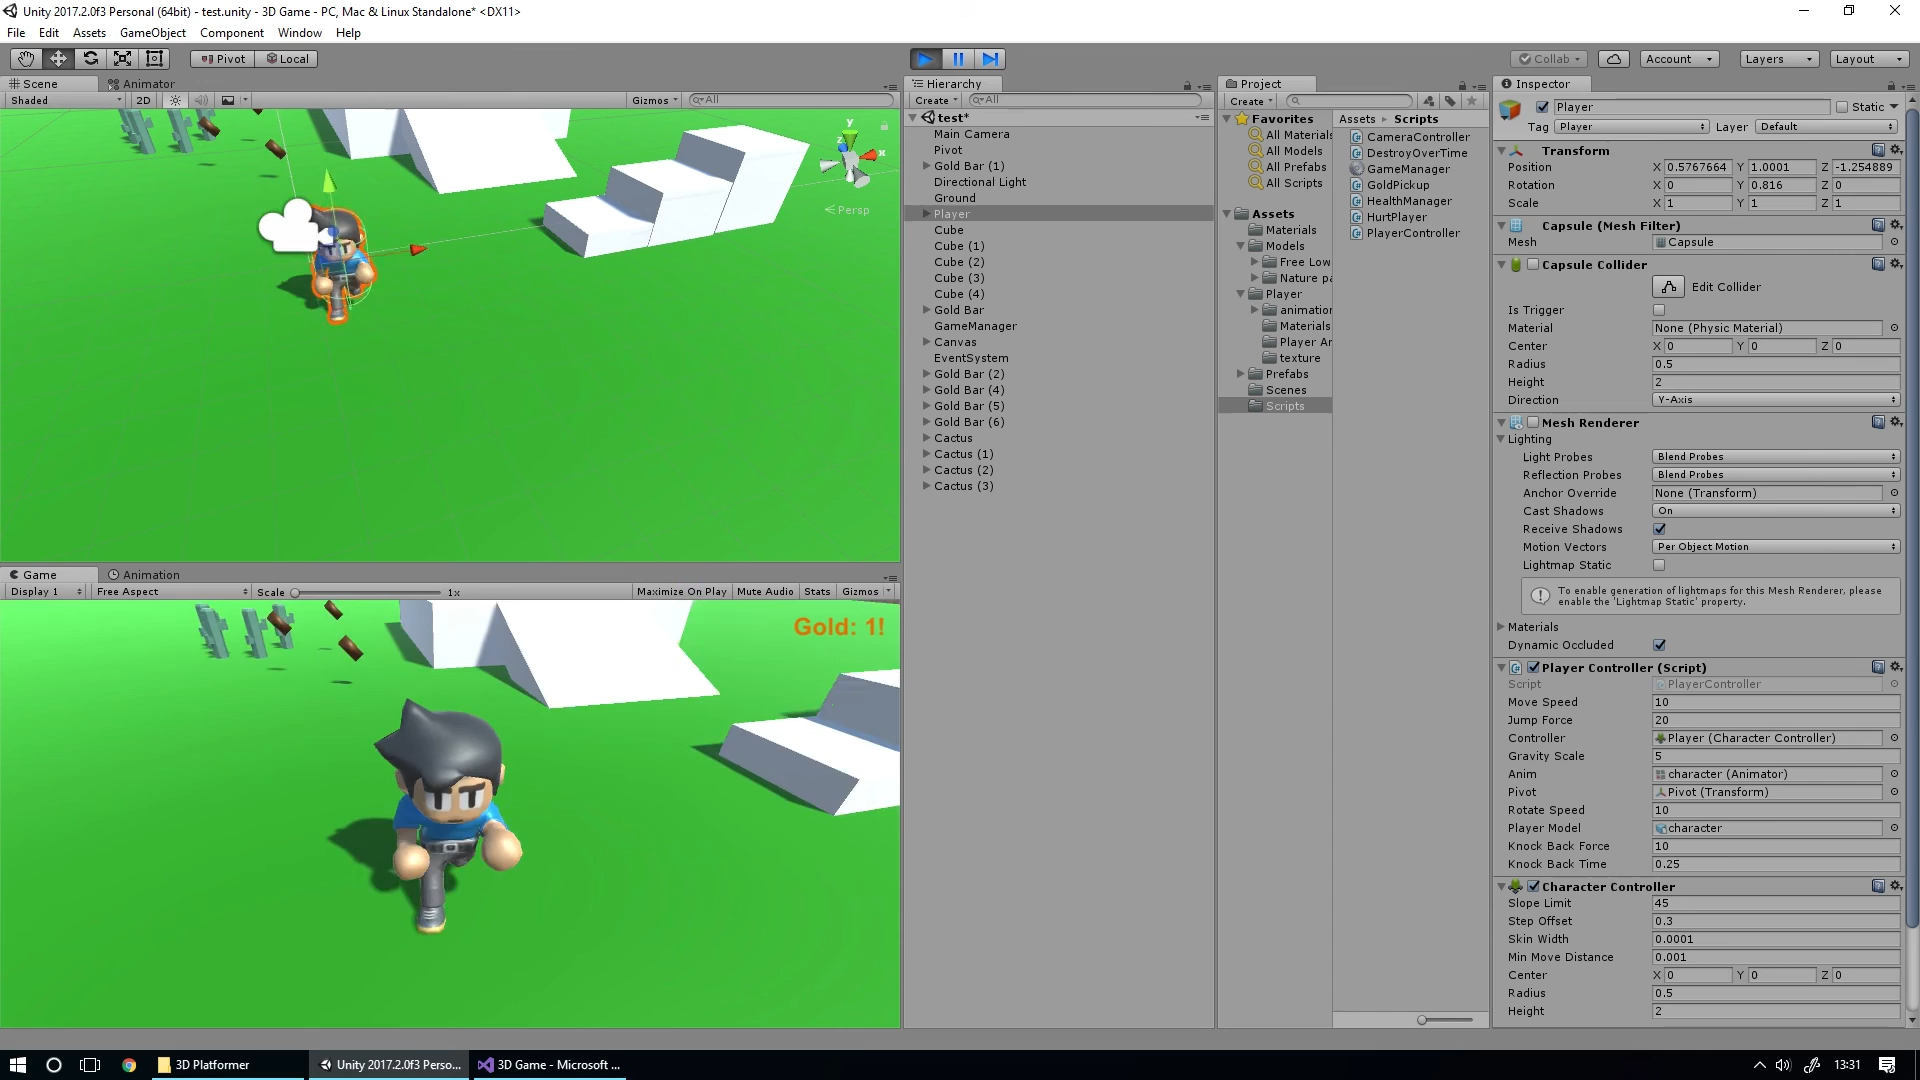 Unity 2017.2.0f3 Personal (64bit) - test.unity - 3D Game - PC, Mac & Linux Standalone* <DX11>
File Edit Assets GameObject Component Window Help
Pivot Local
Collab Account Layers Layout
Scene Animator
Shaded 2D Gizmos All
y
x
z
Persp
Game Animation
Display 1 Free Aspect Scale 1x Maximize On Play Mute Audio Stats Gizmos
Gold: 1!
Hierarchy
Create All
test*
Main Camera
Pivot
Gold Bar (1)
Directional Light
Ground
Player
Cube
Cube (1)
Cube (2)
Cube (3)
Cube (4)
Gold Bar
GameManager
Canvas
EventSystem
Gold Bar (2)
Gold Bar (4)
Gold Bar (5)
Gold Bar (6)
Cactus
Cactus (1)
Cactus (2)
Cactus (3)
Project
Create
Favorites
All Materials
All Models
All Prefabs
All Scripts
Assets
Materials
Models
Free Low
Nature pa
Player
animation
Materials
Player An
texture
Prefabs
Scenes
Scripts
Assets Scripts
CameraController
DestroyOverTime
GameManager
GoldPickup
HealthManager
HurtPlayer
PlayerController
Inspector
Player Static
Tag Player Layer Default
Transform
Position X 0.5767664 Y 1.0001 Z -1.254889
Rotation X 0 Y 0.816 Z 0
Scale X 1 Y 1 Z 1
Capsule (Mesh Filter)
Mesh Capsule
Capsule Collider
Edit Collider
Is Trigger
Material None (Physic Material)
Center X 0 Y 0 Z 0
Radius 0.5
Height 2
Direction Y-Axis
Mesh Renderer
Lighting
Light Probes Blend Probes
Reflection Probes Blend Probes
Anchor Override None (Transform)
Cast Shadows On
Receive Shadows
Motion Vectors Per Object Motion
Lightmap Static
To enable generation of lightmaps for this Mesh Renderer, please
enable the 'Lightmap Static' property.
Materials
Dynamic Occluded
Player Controller (Script)
Script PlayerController
Move Speed 10
Jump Force 20
Controller Player (Character Controller)
Gravity Scale 5
Anim character (Animator)
Pivot Pivot (Transform)
Rotate Speed 10
Player Model character
Knock Back Force 10
Knock Back Time 0.25
Character Controller
Slope Limit 45
Step Offset 0.3
Skin Width 0.0001
Min Move Distance 0.001
Center X 0 Y 0 Z 0
Radius 0.5
Height 2
3D Platformer Unity 2017.2.0f3 Perso... 3D Game - Microsoft ... 13:31